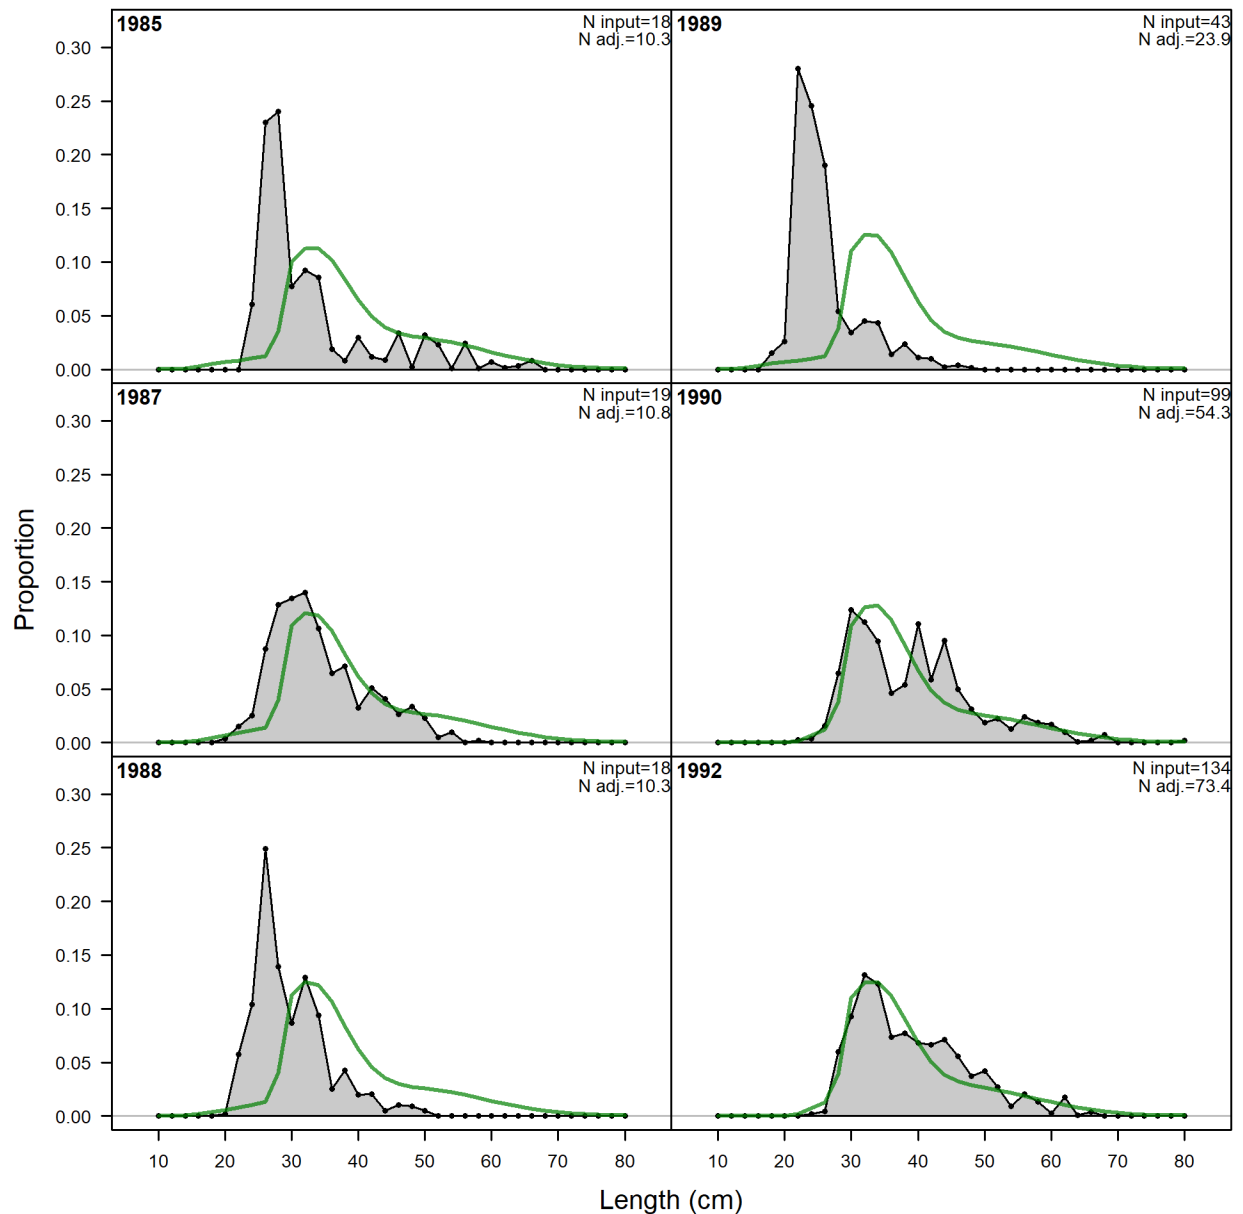 1985
N input=18
N adj.=10.3
0.30
0.25
0.20
0.15
0.10
0.05
0.00
1989
N input=43
N adj.=23.9
1987
N input=19
N adj.=10.8
0.30
0.25
0.20
0.15
0.10
0.05
0.00
1990
N input=99
N adj.=54.3
Proportion
1988
N input=18
N adj.=10.3
0.30
0.25
0.20
0.15
0.10
0.05
0.00
1992
N input=134
N adj.=73.4
10 20 30 40 50 60 70 80
10 20 30 40 50 60 70 80
Length (cm)